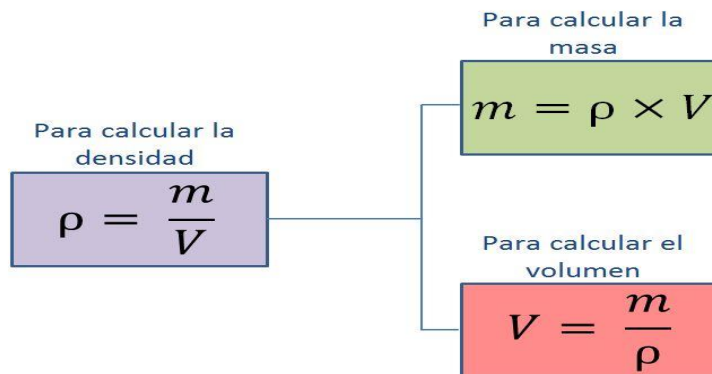 Para calcular la
densidad
ρ = m/V
Para calcular la
masa
m = ρ × V
Para calcular el
volumen
V = m/ρ